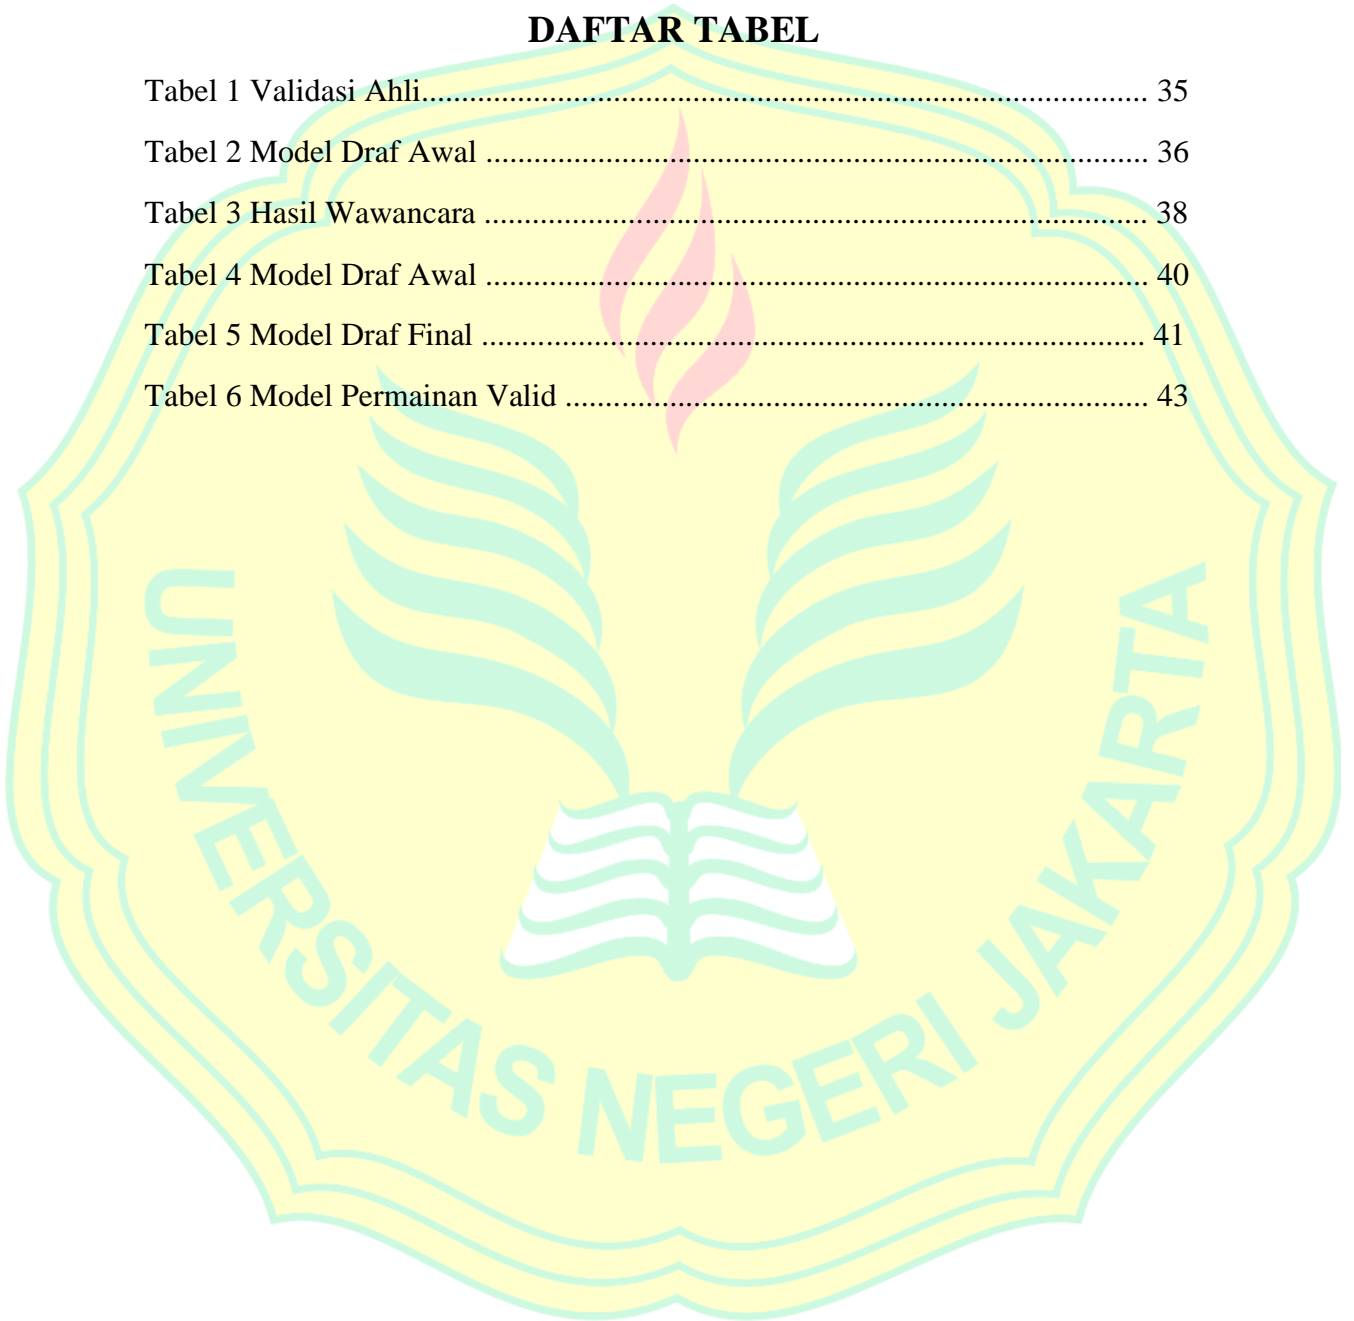 DAFTAR TABEL
Tabel 1 Validasi Ahli.......................................................................................... 35
Tabel 2 Model Draf Awal .................................................................................. 36
Tabel 3 Hasil Wawancara .................................................................................. 38
Tabel 4 Model Draf Awal .................................................................................. 40
Tabel 5 Model Draf Final .................................................................................. 41
Tabel 6 Model Permainan Valid ........................................................................ 43
UNIVERSITAS NEGERI JAKARTA